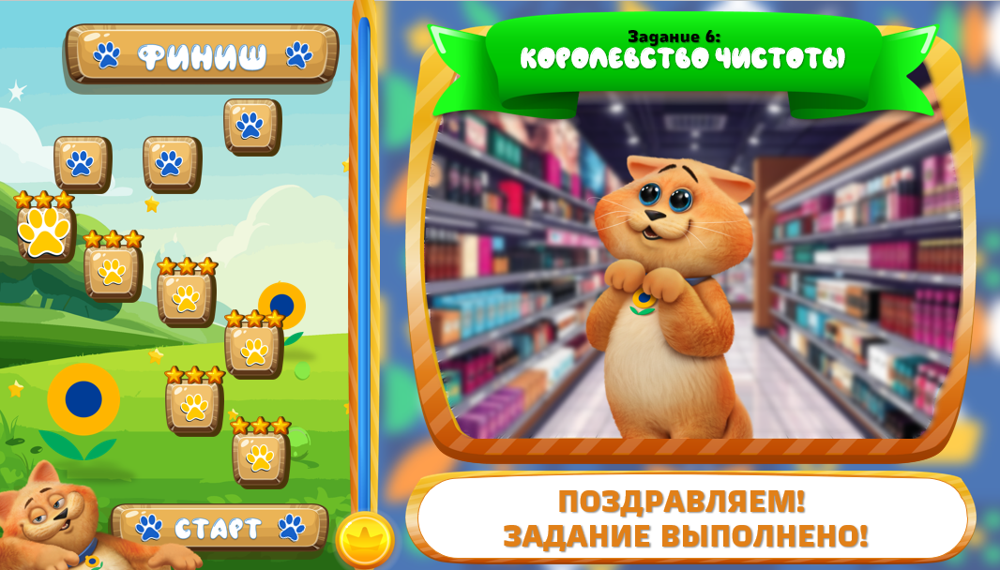 ФИНИШ
СТАРТ
Задание 6:
КОРОЛЕВСТВО ЧИСТОТЫ
ПОЗДРАВЛЯЕМ!
ЗАДАНИЕ ВЫПОЛНЕНО!